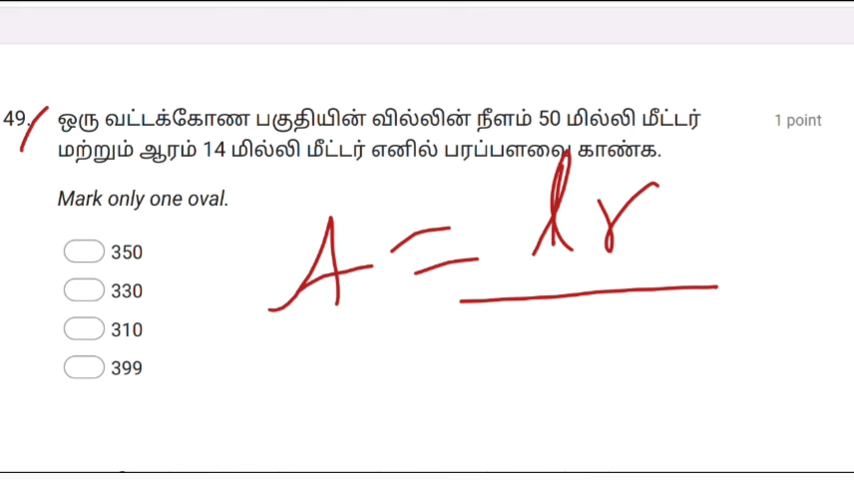 49. ஒரு வட்டக்கோண பகுதியின் வில்லின் நீளம் 50 மில்லி மீட்டர் 1 point
மற்றும் ஆரம் 14 மில்லி மீட்டர் எனில் பரப்பளவை காண்க.
Mark only one oval.
350
330
310
399
A = lr